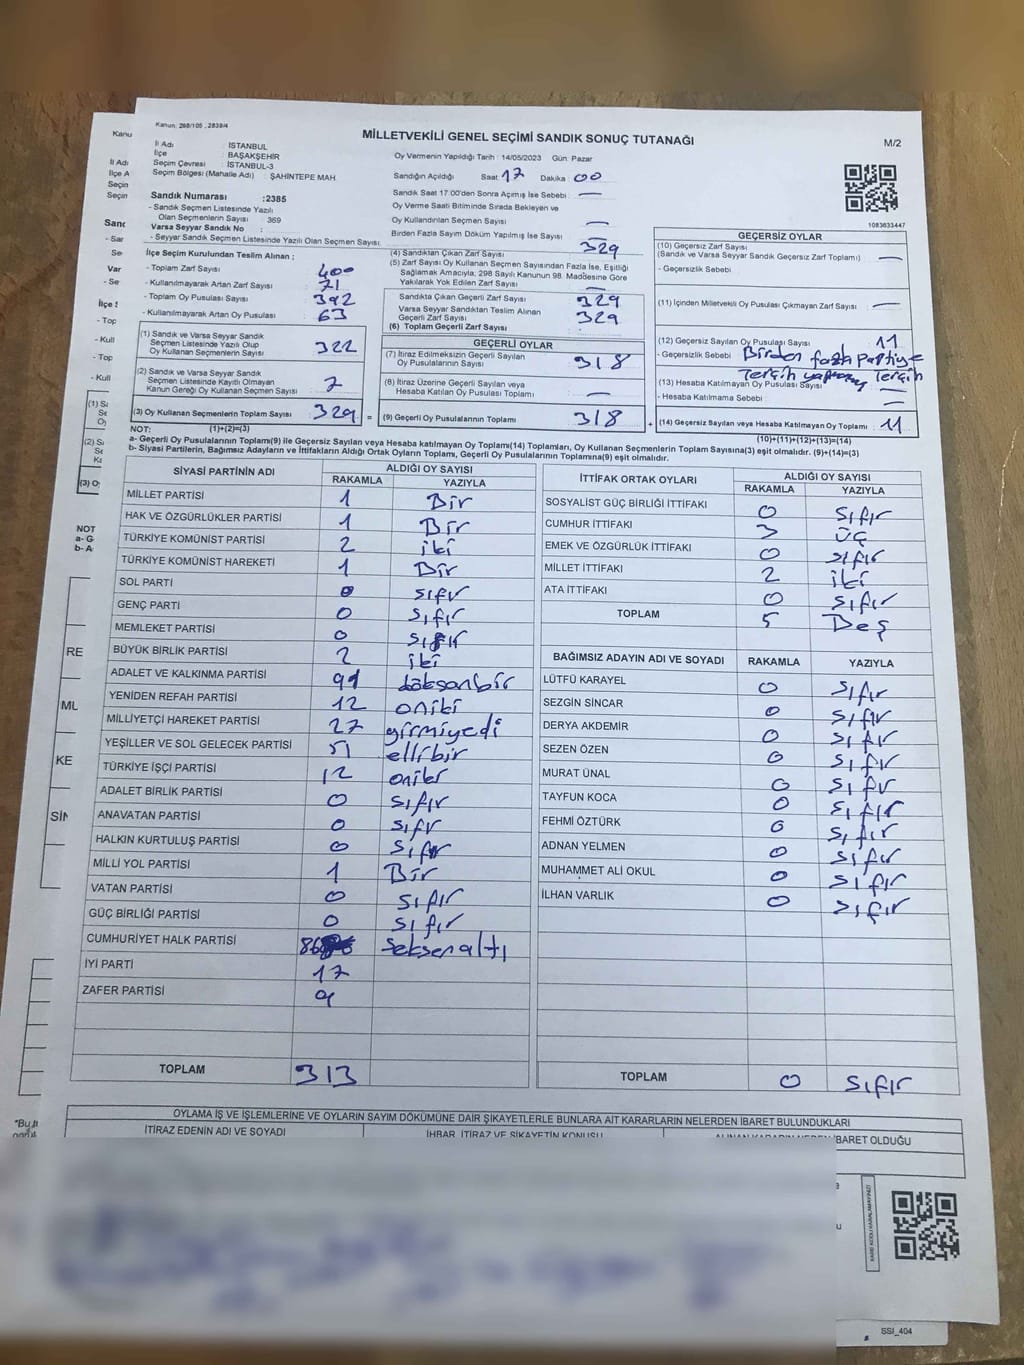 Kanun: 298/105 , 2839/4
MİLLETVEKİLİ GENEL SEÇİMİ SANDIK SONUÇ TUTANAĞI
M/2
İl Adı : İSTANBUL
İlçe : BAŞAKŞEHİR
Seçim Çevresi : İSTANBUL-3
Seçim Bölgesi (Mahalle Adı) : ŞAHİNTEPE MAH.
Oy Vermenin Yapıldığı Tarih : 14/05/2023 Gün: Pazar
Sandığın Açıldığı Saat: 17 Dakika: 00
Sandık Saat 17:00'den Sonra Açılmış İse Sebebi : —
Oy Verme Saati Bitiminde Sırada Bekleyen ve
Oy Kullandırılan Seçmen Sayısı —
Birden Fazla Sayım Döküm Yapılmış İse Sayısı —
1083633447
Sandık Numarası :2385
- Sandık Seçmen Listesinde Yazılı
Olan Seçmenlerin Sayısı : 369
Varsa Seyyar Sandık No :
- Seyyar Sandık Seçmen Listesinde Yazılı Olan Seçmen Sayısı:
İlçe Seçim Kurulundan Teslim Alınan ;
- Toplam Zarf Sayısı : 400
- Kullanılmayarak Artan Zarf Sayısı : 71
- Toplam Oy Pusulası Sayısı : 392
- Kullanılmayarak Artan Oy Pusulası : 63
(1) Sandık ve Varsa Seyyar Sandık
Seçmen Listesinde Yazılı Olup
Oy Kullanan Seçmenlerin Sayısı : 322
(2) Sandık ve Varsa Seyyar Sandık
Seçmen Listesinde Kayıtlı Olmayan
Kanun Gereği Oy Kullanan Seçmen Sayısı : 7
(3) Oy Kullanan Seçmenlerin Toplam Sayısı : 329
(4) Sandıktan Çıkan Zarf Sayısı : 329
(5) Zarf Sayısı Oy Kullanan Seçmen Sayısından Fazla İse, Eşitliği
Sağlamak Amacıyla, 298 Sayılı Kanunun 98. Maddesine Göre
Yakılarak Yok Edilen Zarf Sayısı : —
Sandıkta Çıkan Geçerli Zarf Sayısı : 329
Varsa Seyyar Sandıktan Teslim Alınan
Geçerli Zarf Sayısı :
(6) Toplam Geçerli Zarf Sayısı : 329
GEÇERLİ OYLAR
(7) İtiraz Edilmeksizin Geçerli Sayılan
Oy Pusulalarının Sayısı : 318
(8) İtiraz Üzerine Geçerli Sayılan veya
Hesaba Katılan Oy Pusulası Toplamı : —
= (9) Geçerli Oy Pusulalarının Toplamı : 318
GEÇERSİZ OYLAR
(10) Geçersiz Zarf Sayısı
(Sandık ve Varsa Seyyar Sandık Geçersiz Zarf Toplamı) : —
- Geçersizlik Sebebi :
(11) İçinden Milletvekili Oy Pusulası Çıkmayan Zarf Sayısı : —
(12) Geçersiz Sayılan Oy Pusulası Sayısı : 11
- Geçersizlik Sebebi : Birden fazla Partiye
Tercih Tercih
(13) Hesaba Katılmayan Oy Pusulası Sayısı : —
- Hesaba Katılmama Sebebi : —
+ (14) Geçersiz Sayılan veya Hesaba Katılmayan Oy Toplamı : 11
NOT: (1)+(2)=(3)
(10)+(11)+(12)+(13)=(14)
a- Geçerli Oy Pusulalarının Toplamı(9) ile Geçersiz Sayılan veya Hesaba katılmayan Oy Toplam(14) Toplamları, Oy Kullanan Seçmenlerin Toplam Sayısına(3) eşit olmalıdır. (9)+(14)=(3)
b- Siyasi Partilerin, Bağımsız Adayların ve İttifakların Aldığı Ortak Oyların Toplamı, Geçerli Oy Pusulalarının Toplamına(9) eşit olmalıdır.
SİYASİ PARTİNİN ADI ALDIĞI OY SAYISI
RAKAMLA YAZIYLA
MİLLET PARTİSİ 1 Bir
HAK VE ÖZGÜRLÜKLER PARTİSİ 1 Bir
TÜRKİYE KOMÜNİST PARTİSİ 2 iki
TÜRKİYE KOMÜNİST HAREKETİ 1 Bir
SOL PARTİ 0 sıfır
GENÇ PARTİ 0 sıfır
MEMLEKET PARTİSİ 0 sıfır
BÜYÜK BİRLİK PARTİSİ 2 iki
ADALET VE KALKINMA PARTİSİ 91 doksanbir
YENİDEN REFAH PARTİSİ 12 oniki
MİLLİYETÇİ HAREKET PARTİSİ 27 yirmiyedi
YEŞİLLER VE SOL GELECEK PARTİSİ 51 ellibir
TÜRKİYE İŞÇİ PARTİSİ 12 oniki
ADALET BİRLİK PARTİSİ 0 sıfır
ANAVATAN PARTİSİ 0 sıfır
HALKIN KURTULUŞ PARTİSİ 0 sıfır
MİLLİ YOL PARTİSİ 1 Bir
VATAN PARTİSİ 0 sıfır
GÜÇ BİRLİĞİ PARTİSİ 0 sıfır
CUMHURİYET HALK PARTİSİ 86 seksenaltı
İYİ PARTİ 17
ZAFER PARTİSİ 9
TOPLAM 313
İTTİFAK ORTAK OYLARI ALDIĞI OY SAYISI
RAKAMLA YAZIYLA
SOSYALİST GÜÇ BİRLİĞİ İTTİFAKI 0 sıfır
CUMHUR İTTİFAKI 3 üç
EMEK VE ÖZGÜRLÜK İTTİFAKI 0 sıfır
MİLLET İTTİFAKI 2 iki
ATA İTTİFAKI 0 sıfır
TOPLAM 5 Beş
BAĞIMSIZ ADAYIN ADI VE SOYADI RAKAMLA YAZIYLA
LÜTFÜ KARAYEL 0 sıfır
SEZGİN SİNCAR 0 sıfır
DERYA AKDEMİR 0 sıfır
SEZEN ÖZEN 0 sıfır
MURAT ÜNAL 0 sıfır
TAYFUN KOCA 0 sıfır
FEHMİ ÖZTÜRK 0 sıfır
ADNAN YELMEN 0 sıfır
MUHAMMET ALİ OKUL 0 sıfır
İLHAN VARLIK 0 sıfır
TOPLAM 0 sıfır
OYLAMA İŞ VE İŞLEMLERİNE VE OYLARIN SAYIM DÖKÜMÜNE DAİR ŞİKAYETLERLE BUNLARA AİT KARARLARIN NELERDEN İBARET BULUNDUKLARI
İTİRAZ EDENİN ADI VE SOYADI İHBAR, İTİRAZ VE ŞİKAYETİN KONUSU İBARET OLDUĞU
SSI_404